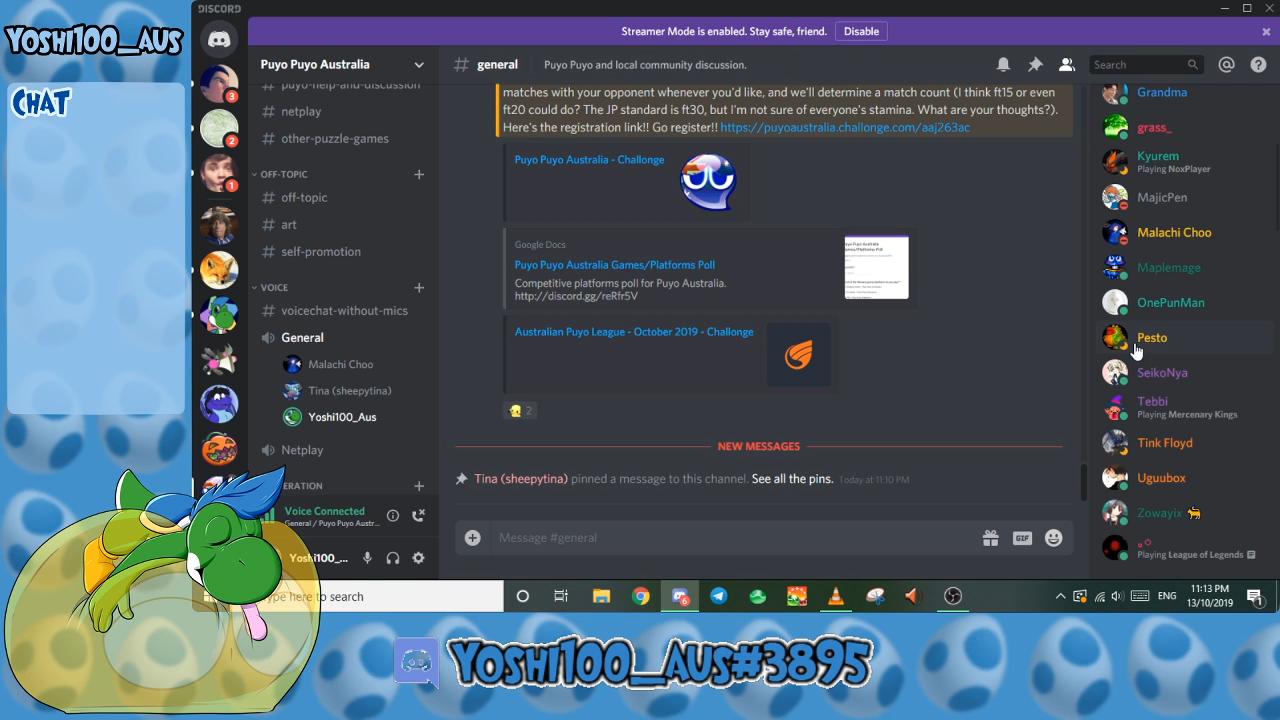 DISCORD
Yoshi100_Aus
Chat
Streamer Mode is enabled. Stay safe, friend.
Disable
Puyo Puyo Australia
general
Puyo Puyo and local community discussion.
Search
3
2
1
puyo-help-and-discussion
netplay
other-puzzle-games
OFF-TOPIC
off-topic
art
self-promotion
VOICE
voicechat-without-mics
General
Malachi Choo
Tina (sheepytina)
Yoshi100_Aus
Netplay
ERATION
Voice Connected
General / Puyo Puyo Austr...
Yoshi100_...
matches with your opponent whenever you'd like, and we'll determine a match count (I think ft15 or even
ft20 could do? The JP standard is ft30, but I'm not sure of everyone's stamina. What are your thoughts?).
Here's the registration link!! Go register!! https://puyoaustralia.challonge.com/aaj263ac
Puyo Puyo Australia - Challonge
Google Docs
Puyo Puyo Australia Games/Platforms Poll
Competitive platforms poll for Puyo Australia.
http://discord.gg/reRfr5V
Australian Puyo League - October 2019 - Challonge
2
NEW MESSAGES
Tina (sheepytina) pinned a message to this channel. See all the pins. Today at 11:10 PM
Message #general
GIF
Grandma
grass_
Kyurem
Playing NoxPlayer
MajicPen
Malachi Choo
Maplemage
OnePunMan
Pesto
SeikoNya
Tebbi
Playing Mercenary Kings
Tink Floyd
Uguubox
Zowayix
Playing League of Legends
ype here to search
6
ENG
11:13 PM
13/10/2019
1
Yoshi100_Aus#3895